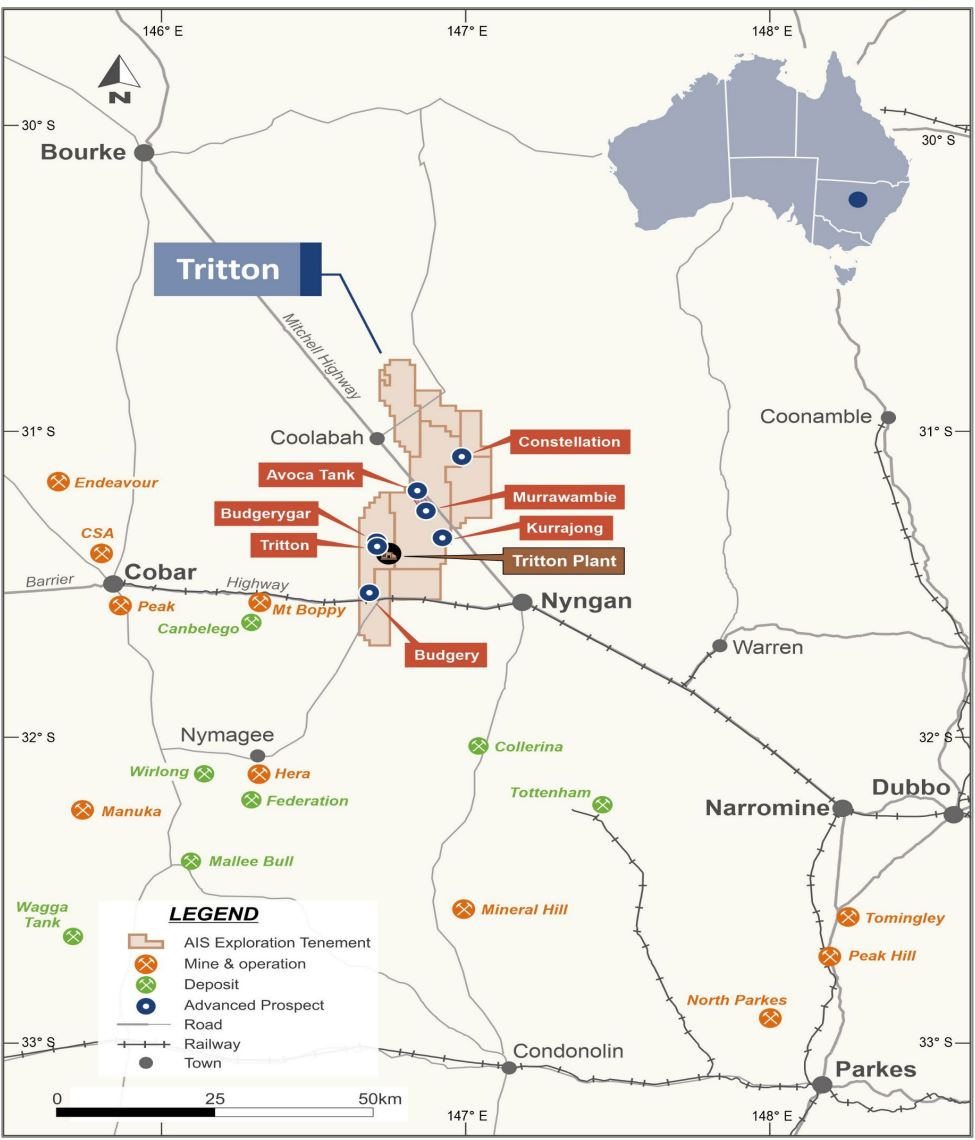 146° E
147° E
148° E
N
30° S
30° S
Bourke
Tritton
Mitchell Highway
31° S
31° S
Coonamble
Coolabah
Constellation
Avoca Tank
Endeavour
Murrawambie
Budgerygar
Kurrajong
CSA
Tritton
Tritton Plant
Cobar
Barrier
Highway
Nyngan
Peak
Mt Boppy
Canbelego
Warren
Budgery
32° S
32° S
Nymagee
Collerina
Wirlong
Hera
Dubbo
Federation
Tottenham
Narromine
Manuka
Mallee Bull
Wagga
Tank
Mineral Hill
Tomingley
Peak Hill
North Parkes
LEGEND
AIS Exploration Tenement
Mine & operation
Deposit
Advanced Prospect
Road
Railway
Town
33° S
33° S
Condonolin
Parkes
0 25 50km
147° E
148° E